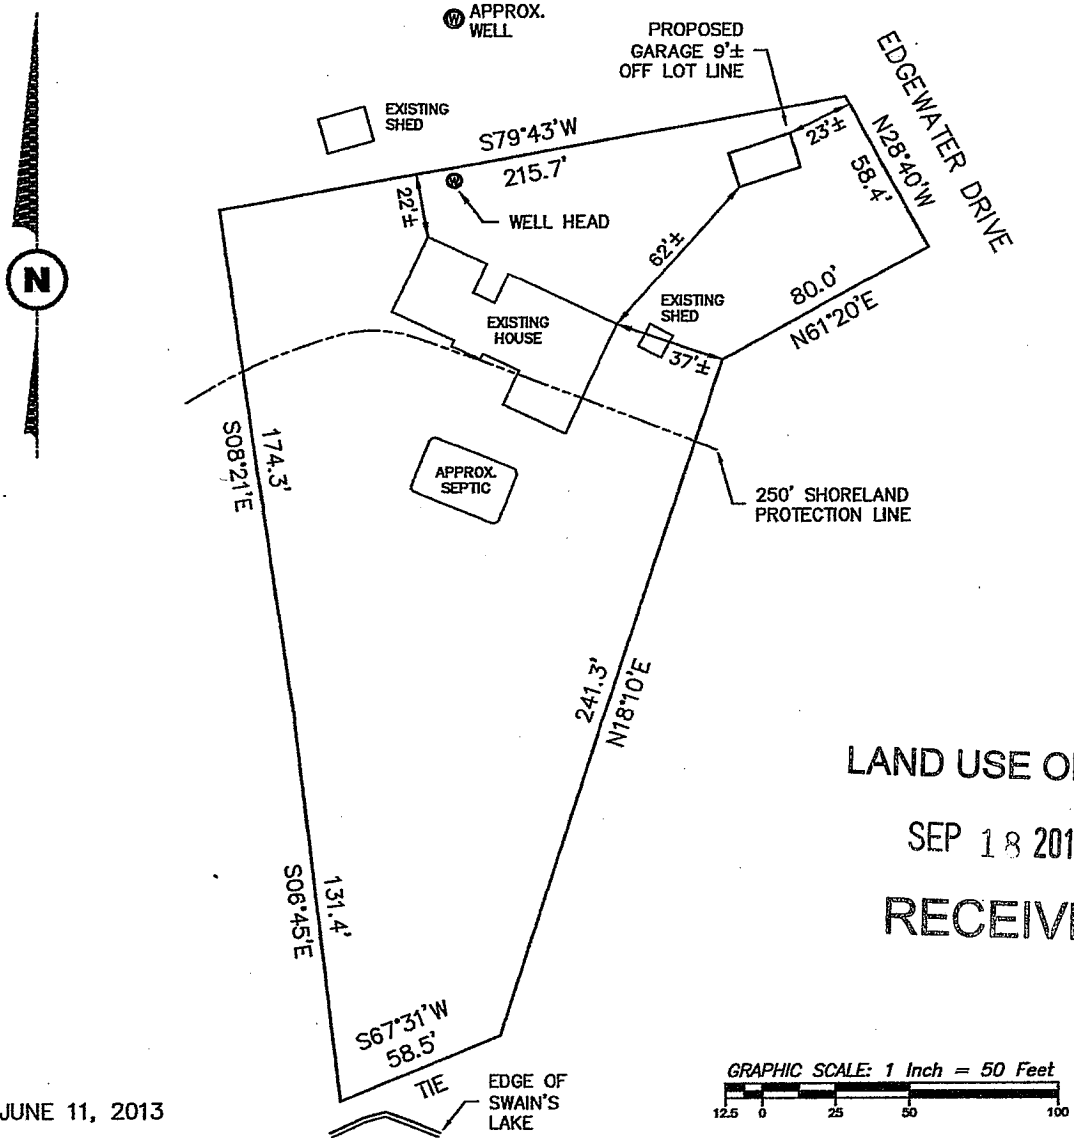 APPROX.
WELL
PROPOSED
GARAGE 9'±
OFF LOT LINE
EDGEWATER DRIVE
EXISTING
SHED
S79°43'W
215.7'
23'±
N28°40'W
58.4'
22'±
WELL HEAD
62'±
N
EXISTING
SHED
80.0'
N61°20'E
EXISTING
HOUSE
37'±
S08°21'E
174.3'
APPROX.
SEPTIC
250' SHORELAND
PROTECTION LINE
241.3'
N18°10'E
LAND USE
SEP 18 201
RECEIVE
S06°45'E
131.4'
S67°31'W
58.5'
TIE
EDGE OF
SWAIN'S
LAKE
GRAPHIC SCALE: 1 Inch = 50 Feet
12.5 0 25 50 100
JUNE 11, 2013